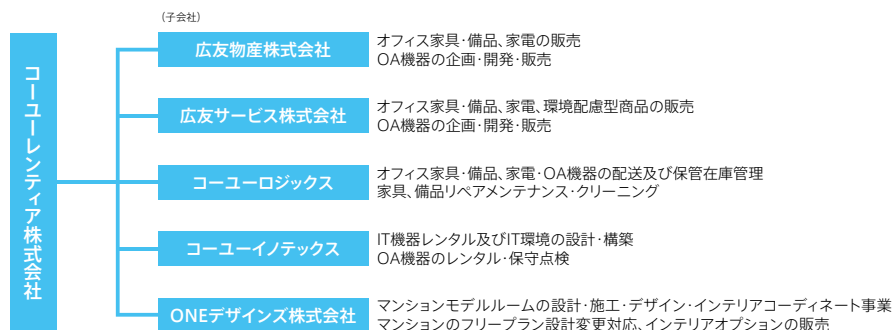 (子会社)
コーユーレンティア株式会社
広友物産株式会社
オフィス家具・備品、家電の販売
OA機器の企画・開発・販売
広友サービス株式会社
オフィス家具・備品、家電、環境配慮型商品の販売
OA機器の企画・開発・販売
コーユーロジックス
オフィス家具・備品、家電・OA機器の配送及び保管在庫管理
家具、備品リペアメンテナンス・クリーニング
コーユーイノテックス
IT機器レンタル及びIT環境の設計・構築
OA機器のレンタル・保守点検
ONEデザインズ株式会社
マンションモデルルームの設計・施工・デザイン・インテリアコーディネート事業
マンションのフリープラン設計変更対応、インテリアオプションの販売